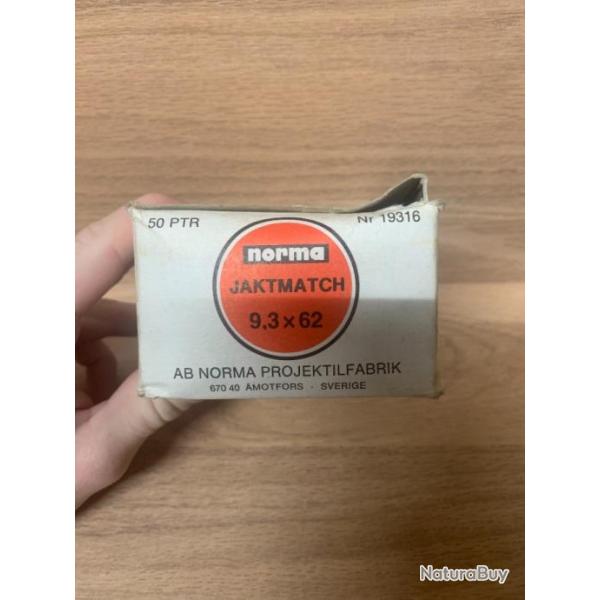 50 PTR
Nr 19316
norma
JAKTMATCH
9,3 × 62
AB NORMA PROJEKTILFABRIK
670 40 ÅMOTFORS - SVERIGE
NaturaBuy